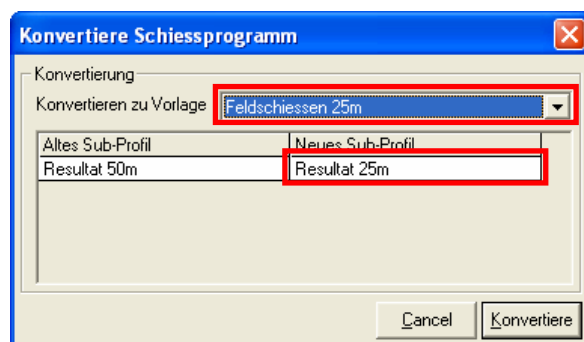 Konvertiere Schiessprogramm
Konvertierung
Konvertieren zu Vorlage Feldschiessen 25m
Altes Sub-Profil Neues Sub-Profil
Resultat 50m Resultat 25m
Cancel Konvertiere